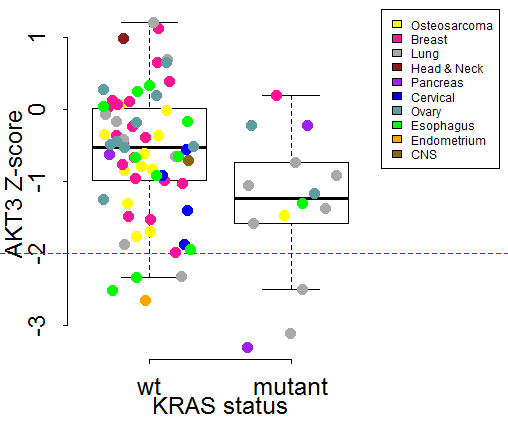 AKT3 Z-score
1
0
-1
-2
-3
wt mutant
KRAS status
Osteosarcoma
Breast
Lung
Head & Neck
Pancreas
Cervical
Ovary
Esophagus
Endometrium
CNS